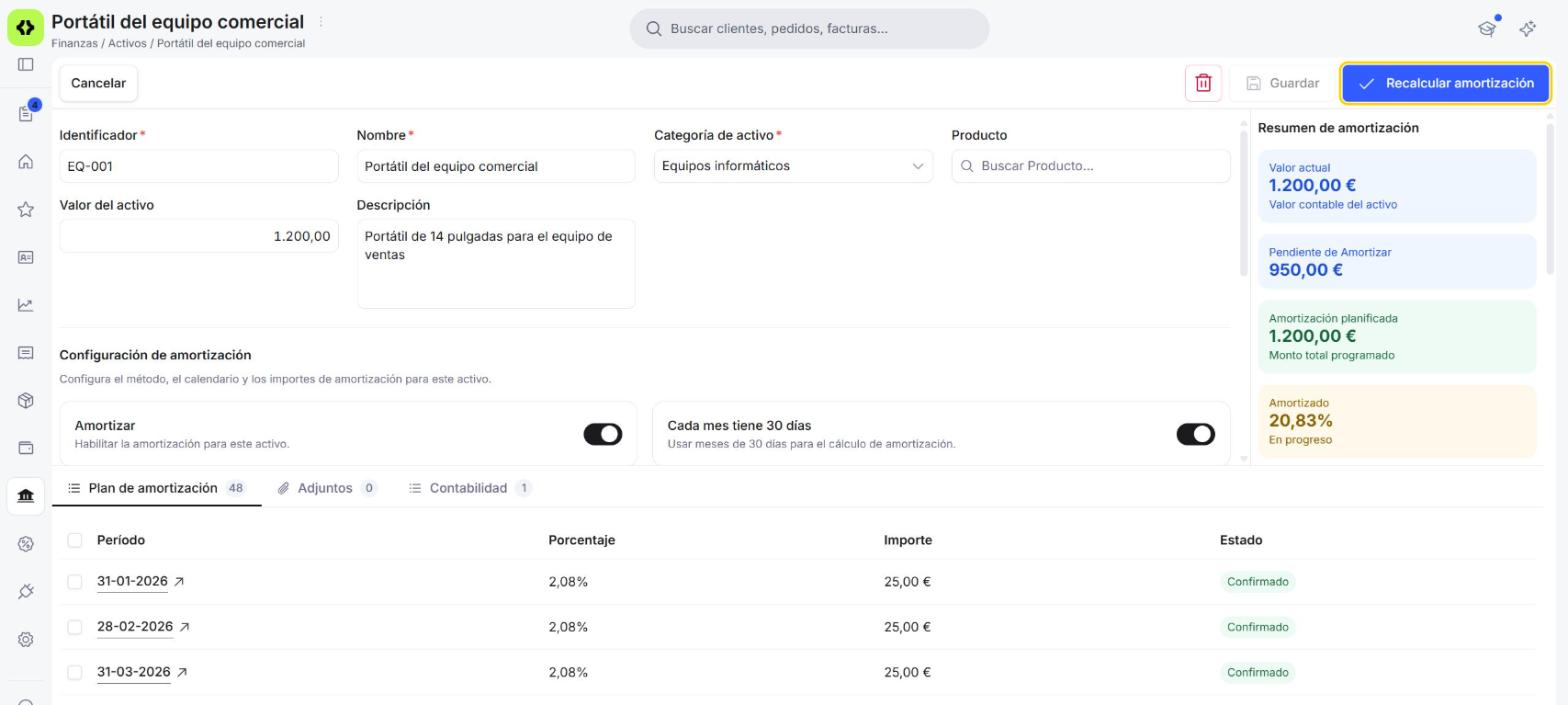 Portátil del equipo comercial
Finanzas / Activos / Portátil del equipo comercial
Buscar clientes, pedidos, facturas...
4
Cancelar
Guardar
Recalcular amortización
Identificador*
Nombre*
Categoría de activo*
Producto
EQ-001
Portátil del equipo comercial
Equipos informáticos
Buscar Producto...
Valor del activo
Descripción
1.200,00
Portátil de 14 pulgadas para el equipo de
ventas
Configuración de amortización
Configura el método, el calendario y los importes de amortización para este activo.
Amortizar
Habilitar la amortización para este activo.
Cada mes tiene 30 días
Usar meses de 30 días para el cálculo de amortización.
Resumen de amortización
Valor actual
1.200,00 €
Valor contable del activo
Pendiente de Amortizar
950,00 €
Amortización planificada
1.200,00 €
Monto total programado
Amortizado
20,83%
En progreso
Plan de amortización 48
Adjuntos 0
Contabilidad 1
Período Porcentaje Importe Estado
31-01-2026 2,08% 25,00 € Confirmado
28-02-2026 2,08% 25,00 € Confirmado
31-03-2026 2,08% 25,00 € Confirmado